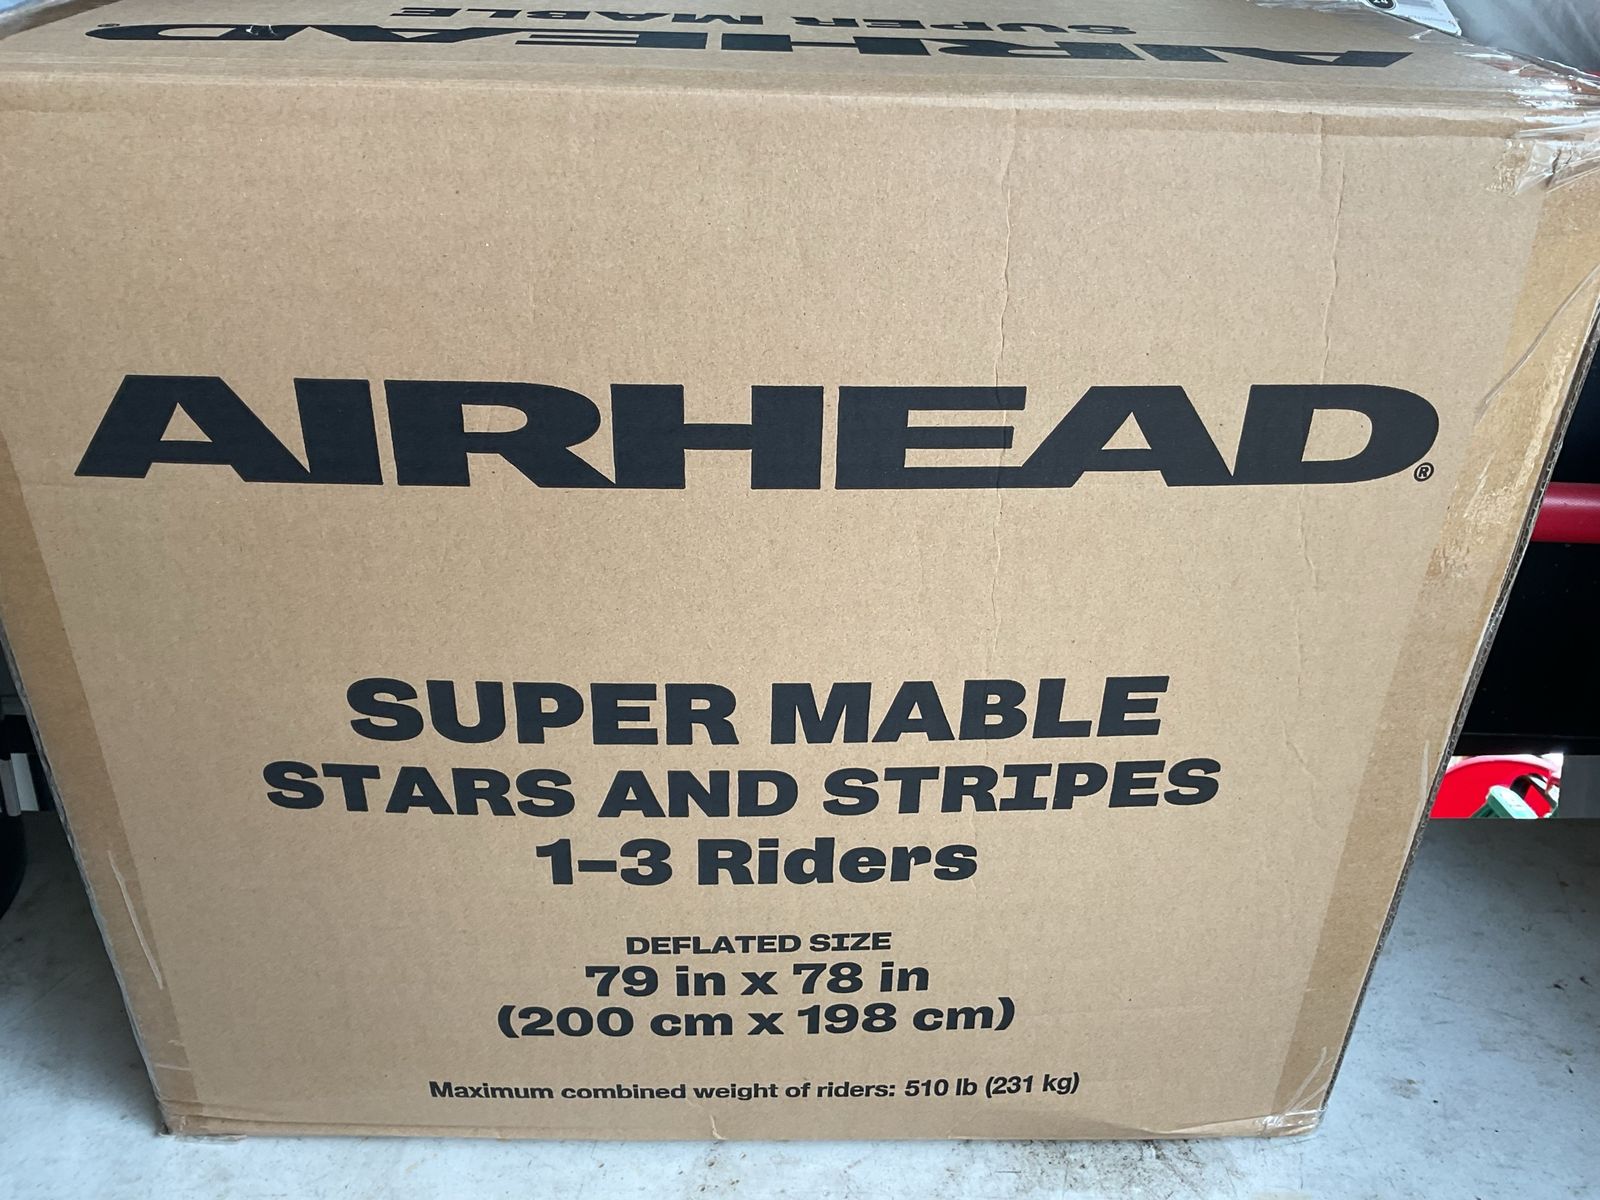 AIRHEAD®
SUPER MABLE
AIRHEAD®
SUPER MABLE
STARS AND STRIPES
1-3 Riders
DEFLATED SIZE
79 in x 78 in
(200 cm x 198 cm)
Maximum combined weight of riders: 510 lb (231 kg)